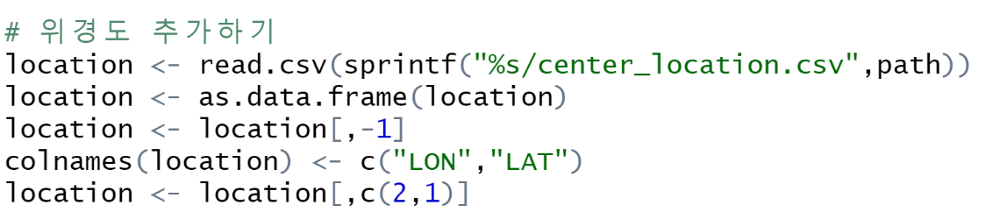 # 위경도 추가하기
location <- read.csv(sprintf("%s/center_location.csv",path))
location <- as.data.frame(location)
location <- location[,-1]
colnames(location) <- c("LON","LAT")
location <- location[,c(2,1)]